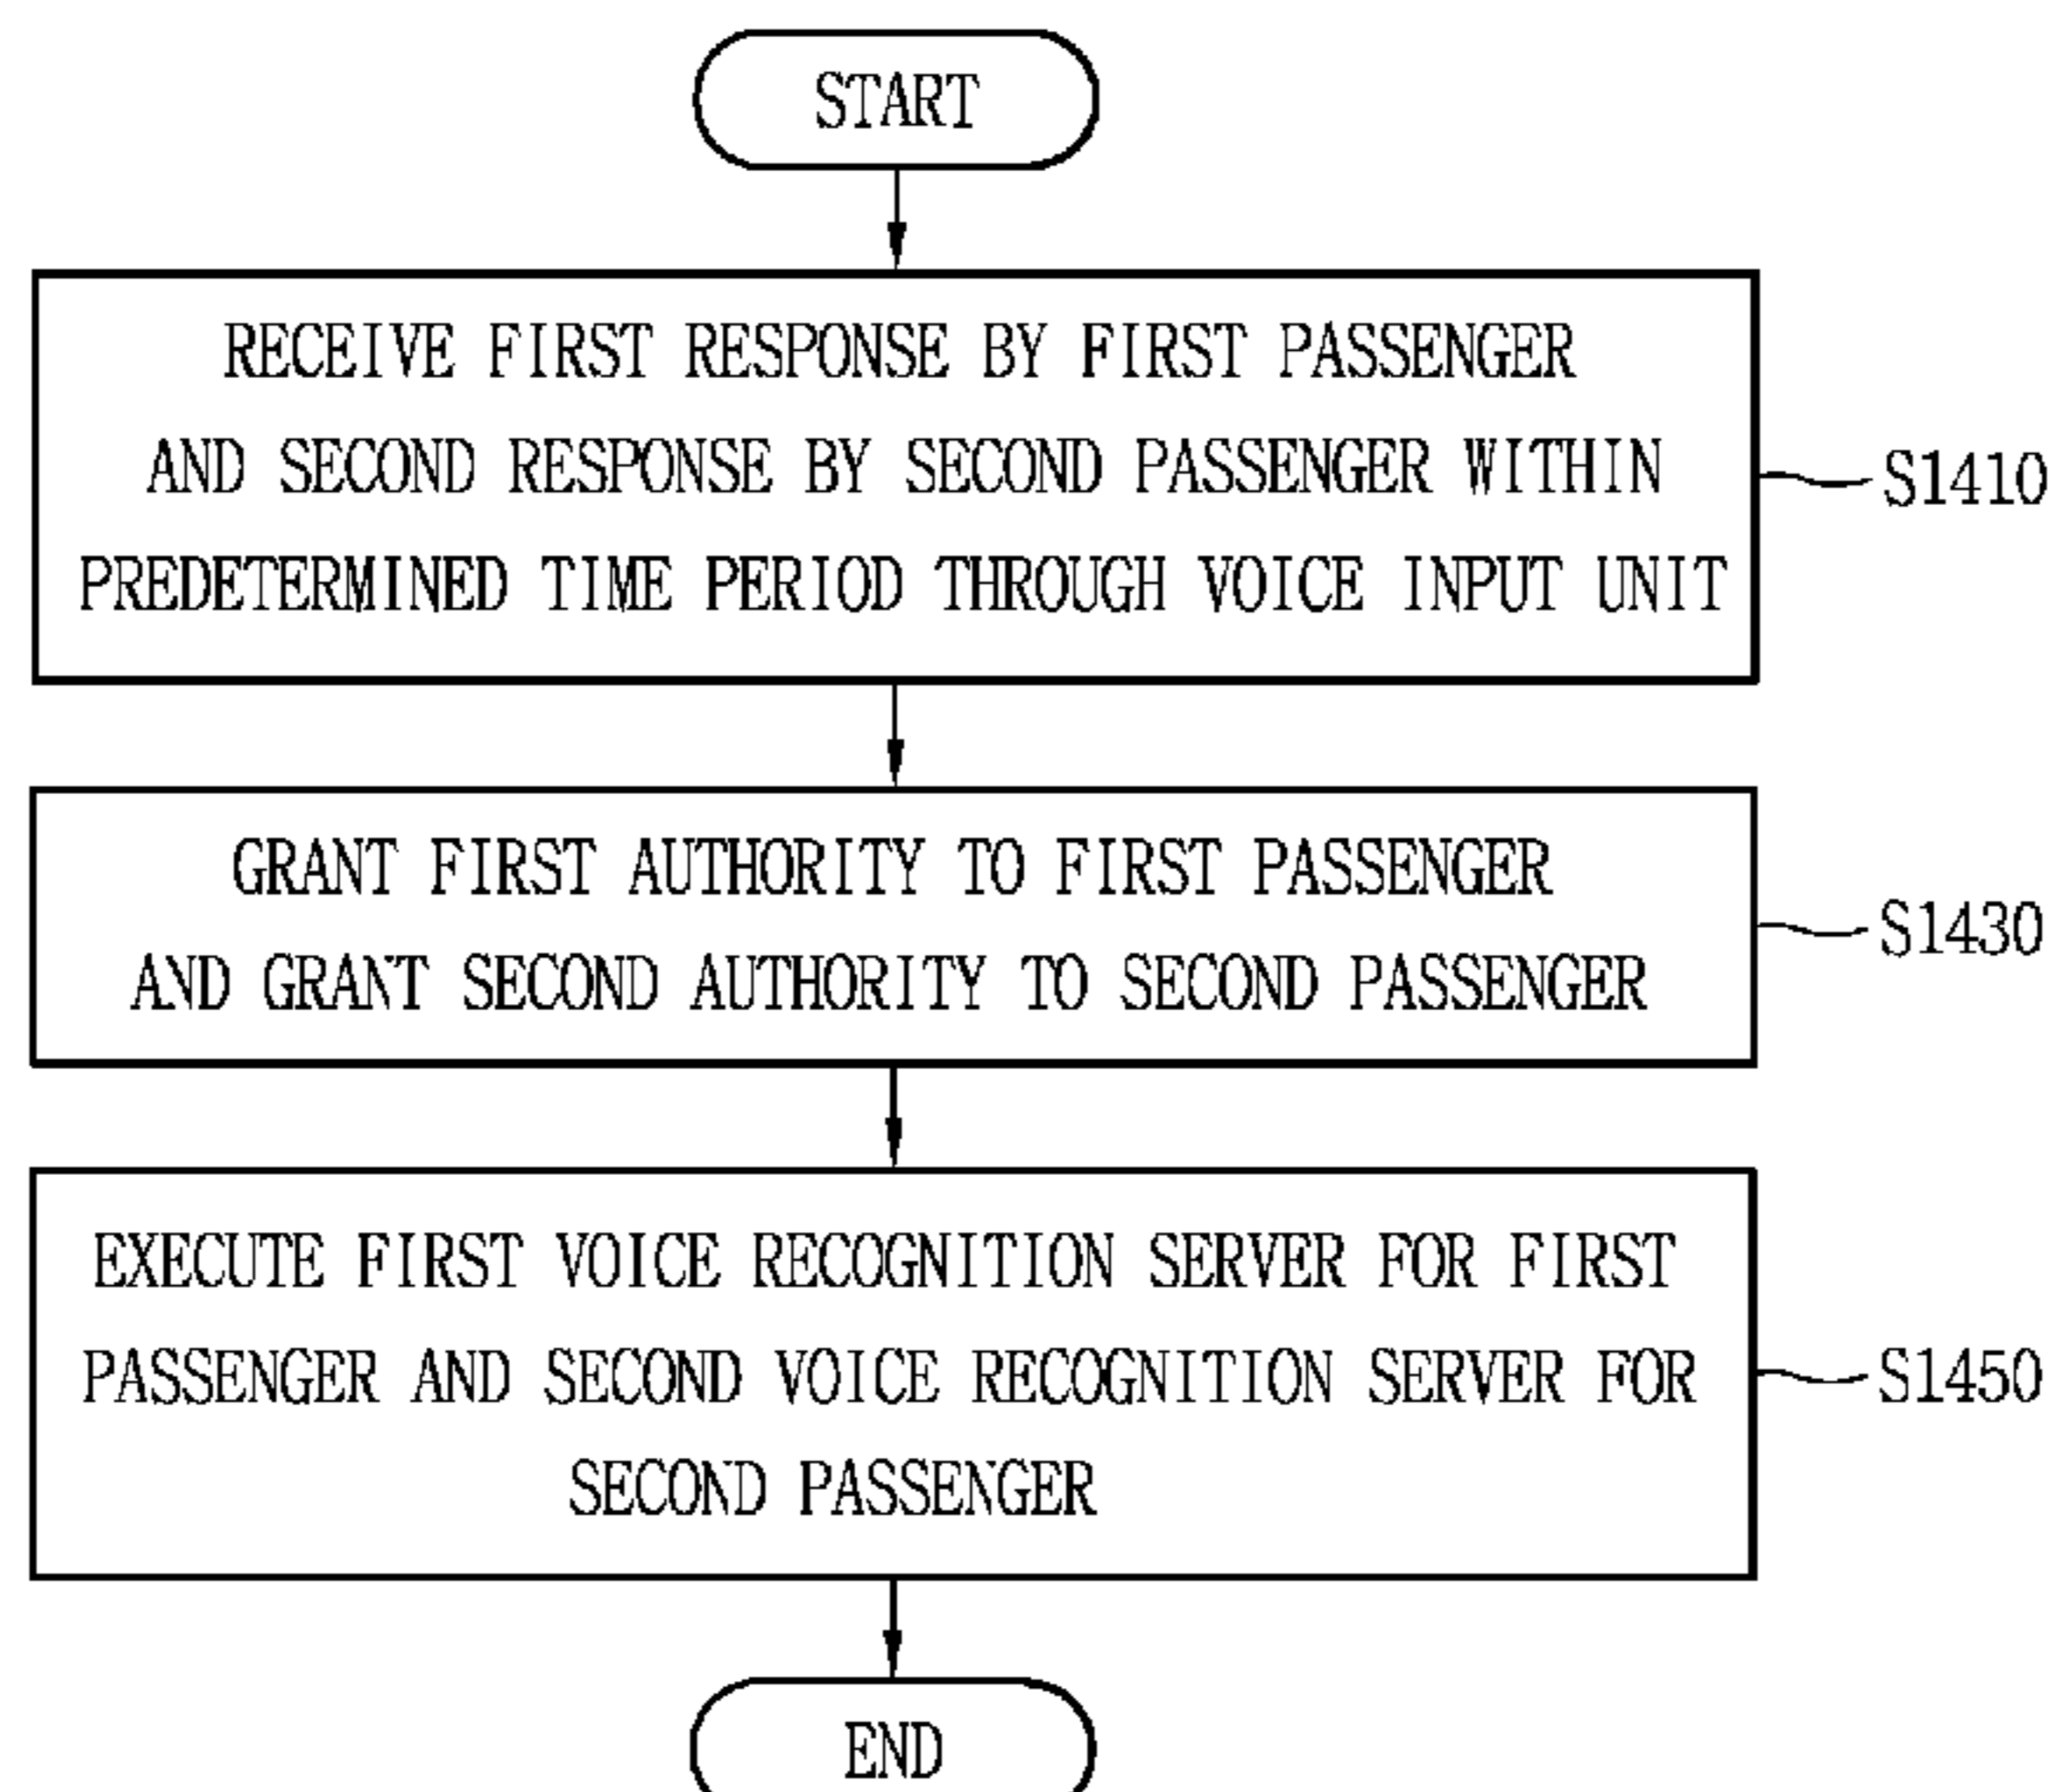 START
RECEIVE FIRST RESPONSE BY FIRST PASSENGER
AND SECOND RESPONSE BY SECOND PASSENGER WITHIN
PREDETERMINED TIME PERIOD THROUGH VOICE INPUT UNIT
S1410
GRANT FIRST AUTHORITY TO FIRST PASSENGER
AND GRANT SECOND AUTHORITY TO SECOND PASSENGER
S1430
EXECUTE FIRST VOICE RECOGNITION SERVER FOR FIRST
PASSENGER AND SECOND VOICE RECOGNITION SERVER FOR
SECOND PASSENGER
S1450
END